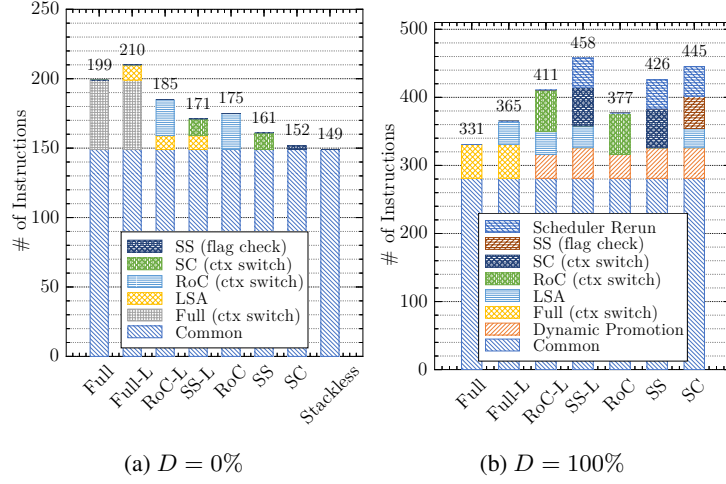 # of Instructions
250
200
150
100
50
0
199
210
185
171
175
161
152
149
SS (flag check)
SC (ctx switch)
RoC (ctx switch)
LSA
Full (ctx switch)
Common
Full
Full-L
RoC-L
SS-L
RoC
SS
SC
Stackless
(a) D = 0%
# of Instructions
500
400
300
200
100
0
331
365
411
458
377
426
445
Scheduler Rerun
SS (flag check)
SC (ctx switch)
RoC (ctx switch)
LSA
Full (ctx switch)
Dynamic Promotion
Common
Full
Full-L
RoC-L
SS-L
RoC
SS
SC
(b) D = 100%